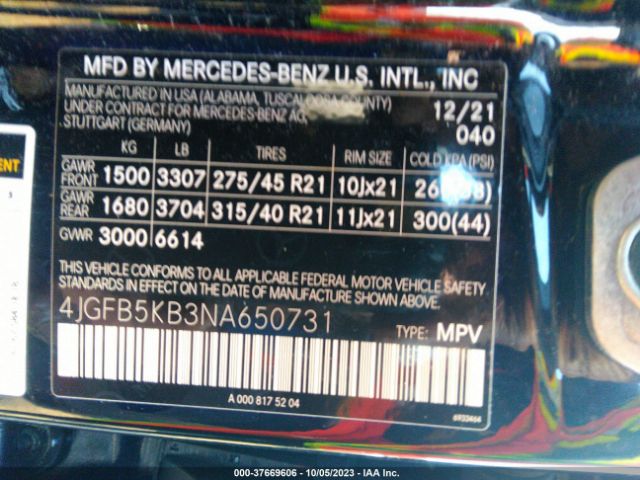 MFD BY MERCEDES-BENZ U.S. INTL., INC
MANUFACTURED IN USA (ALABAMA, TUSCALOOSA COUNTY)
UNDER CONTRACT FOR MERCEDES-BENZ AG,
STUTTGART (GERMANY)
12/21
040
KG LB TIRES RIM SIZE COLD KPA (PSI)
GAWR FRONT 1500 3307 275/45 R21 10Jx21
GAWR REAR 1680 3704 315/40 R21 11Jx21 300(44)
GVWR 3000 6614
THIS VEHICLE CONFORMS TO ALL APPLICABLE FEDERAL MOTOR VEHICLE SAFETY
STANDARDS IN EFFECT ON THE DATE OF MANUFACTURE SHOWN ABOVE.
4JGFB5KB3NA650731
TYPE: MPV
A 000 817 52 04
6933464
000-37669606 - 10/05/2023 - IAA Inc.